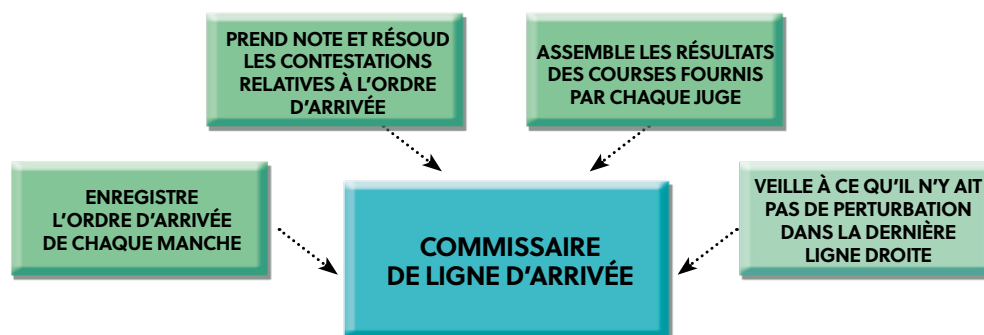 PREND NOTE ET RÉSOUD
LES CONTESTATIONS
RELATIVES À L'ORDRE
D'ARRIVÉE
ASSEMBLE LES RÉSULTATS
DES COURSES FOURNIS
PAR CHAQUE JUGE
ENREGISTRE
L'ORDRE D'ARRIVÉE
DE CHAQUE MANCHE
COMMISSAIRE
DE LIGNE D'ARRIVÉE
VEILLE À CE QU'IL N'Y AIT
PAS DE PERTURBATION
DANS LA DERNIÈRE
LIGNE DROITE